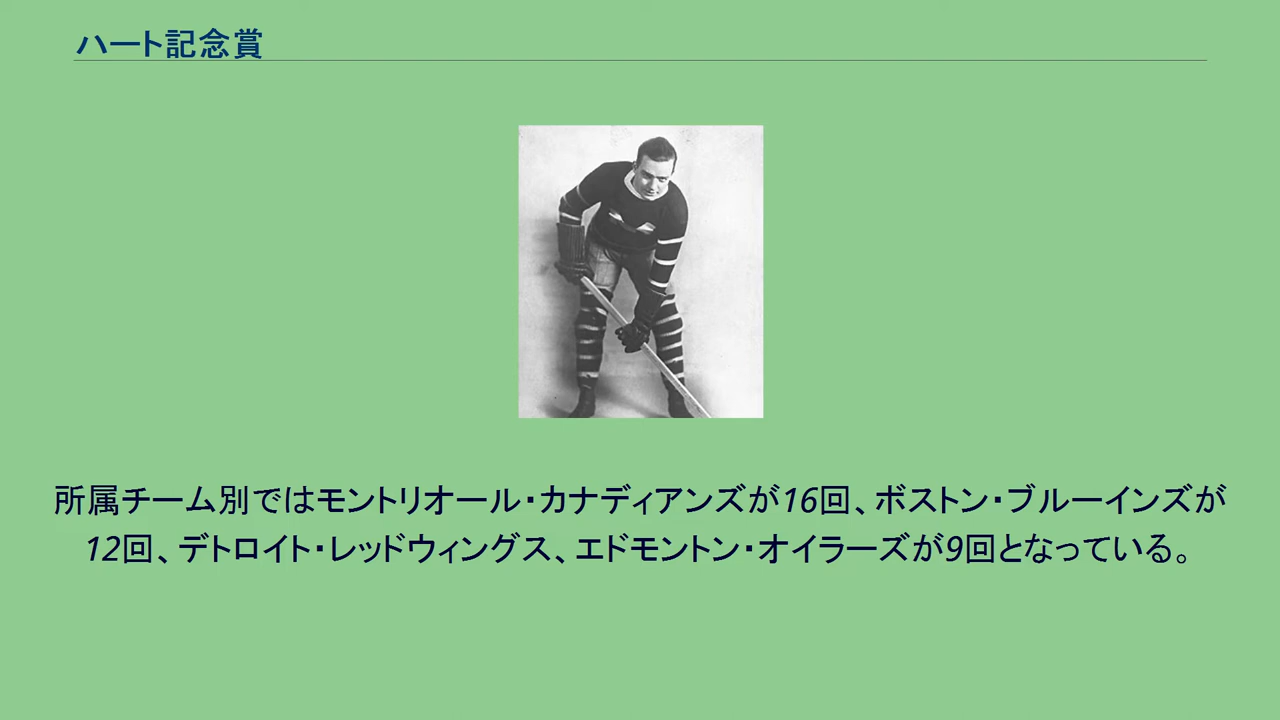 ハート記念賞
所属チーム別ではモントリオール・カナディアンズが16回、ボストン・ブルーインズが
12回、デトロイト・レッドウィングス、エドモントン・オイラーズが9回となっている。